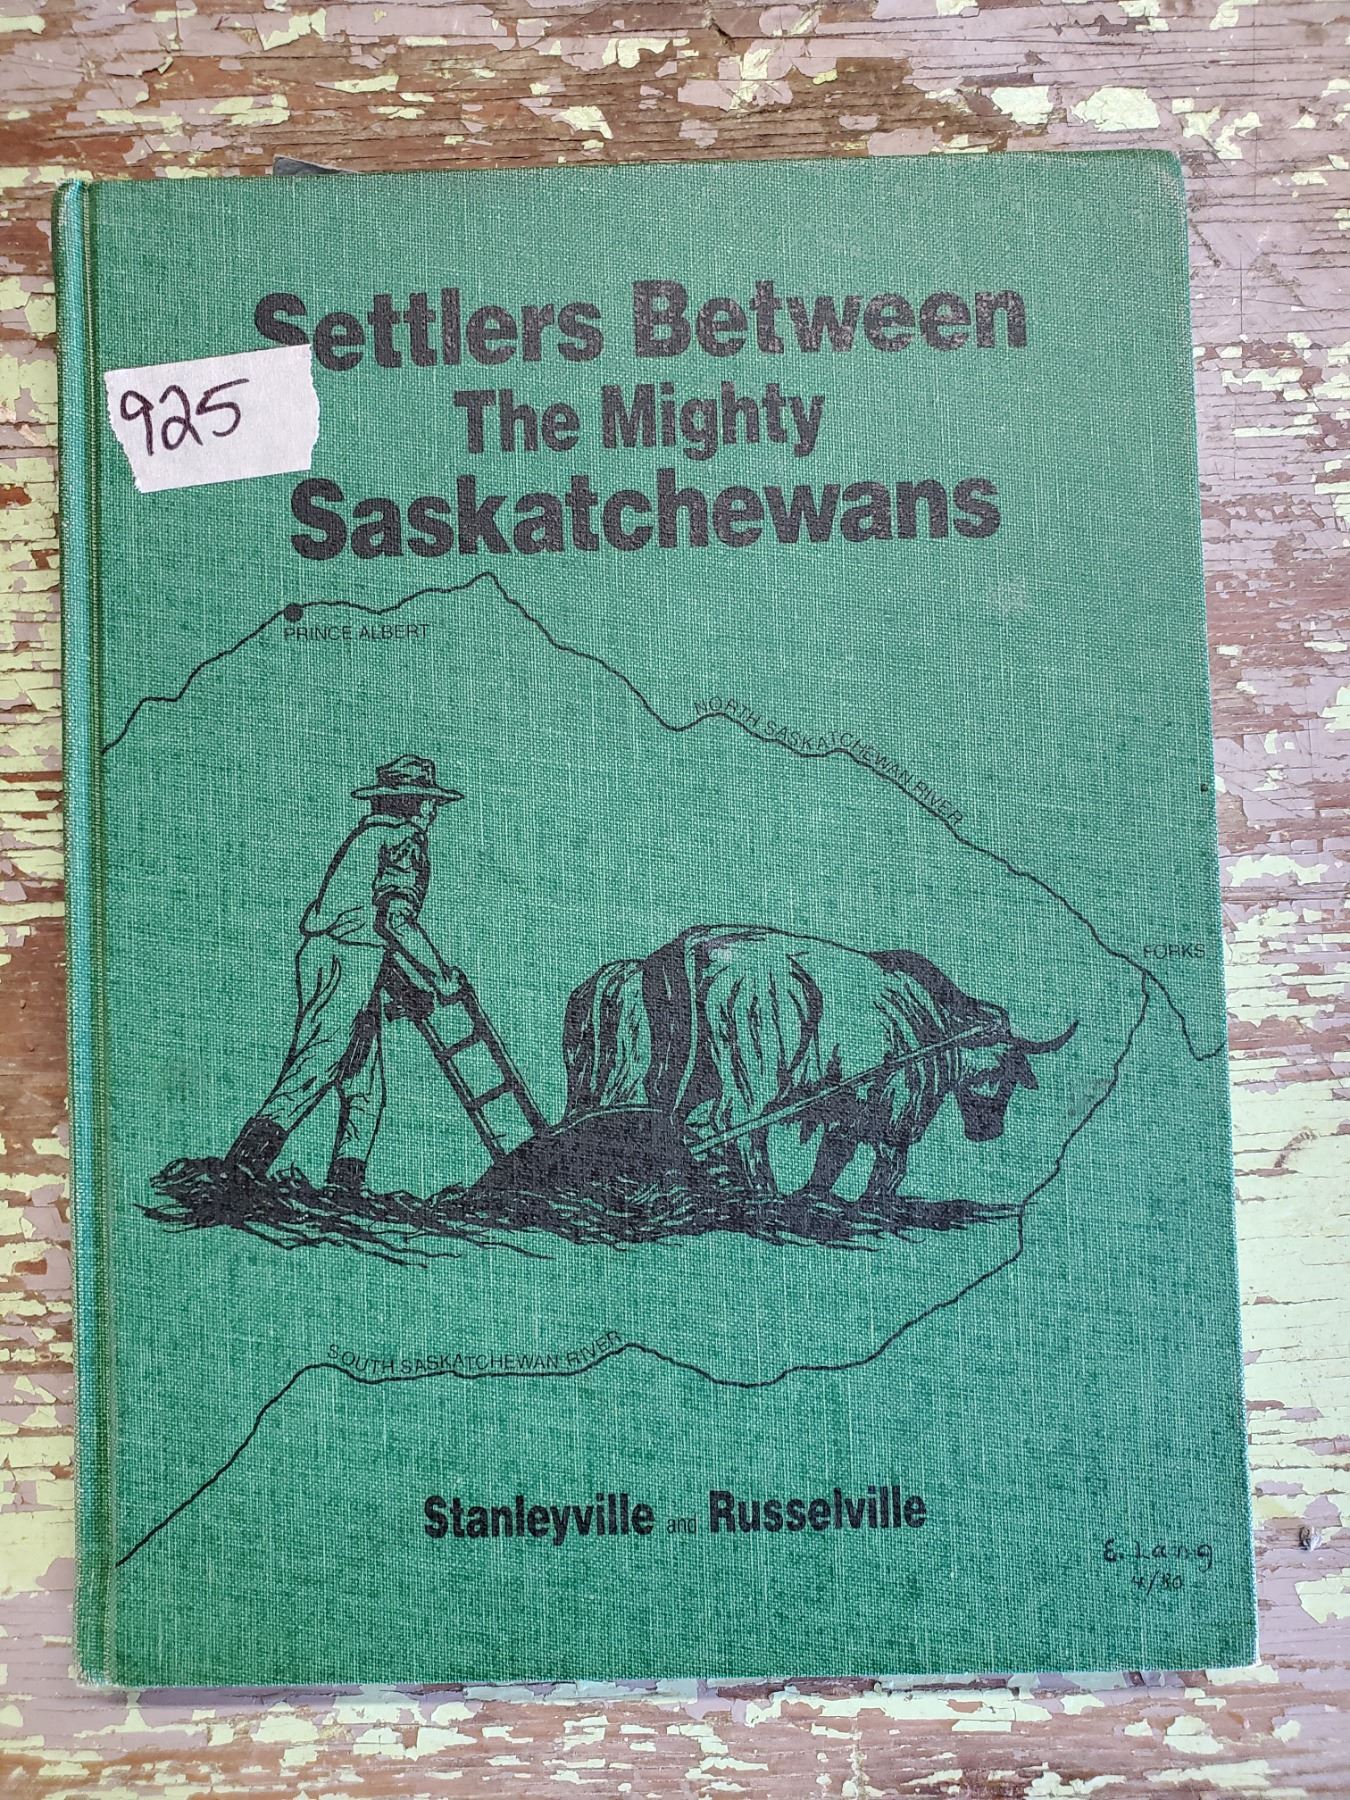 Settlers Between
925
The Mighty
Saskatchewans
PRINCE ALBERT
NORTH SASKATCHEWAN RIVER
FORKS
SOUTH SASKATCHEWAN RIVER
Stanleyville and Russelville
E. Lang
4/80